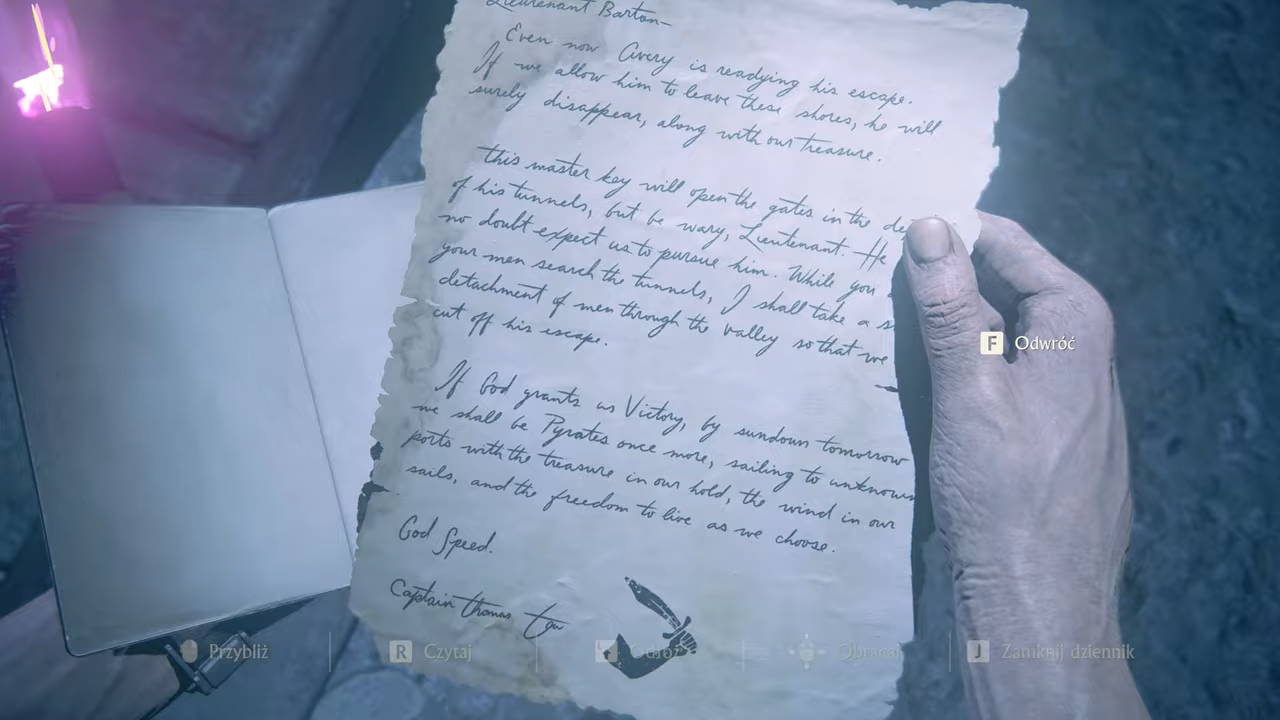 Lieutenant Barton—
Even now Avery is readying his escape.
If we allow him to leave these shores, he will
surely disappear, along with our treasure.
this master key will open the gates in the de
of his tunnels, but be wary, Lieutenant. He
no doubt expect us to pursue him. While you
your men search the tunnels, I shall take a s
detachment of men through the valley so that we
cut off his escape.
If God grants us Victory, by sundown tomorrow
we shall be Pyrates once more, sailing to unknown
ports with the treasure in our hold, the wind in our
sails, and the freedom to live as we choose.
God Speed.
Captain Thomas Tew
F Odwróć
Przybliż
R Czytaj
Odłóż
Obracaj
J Zamknij dziennik